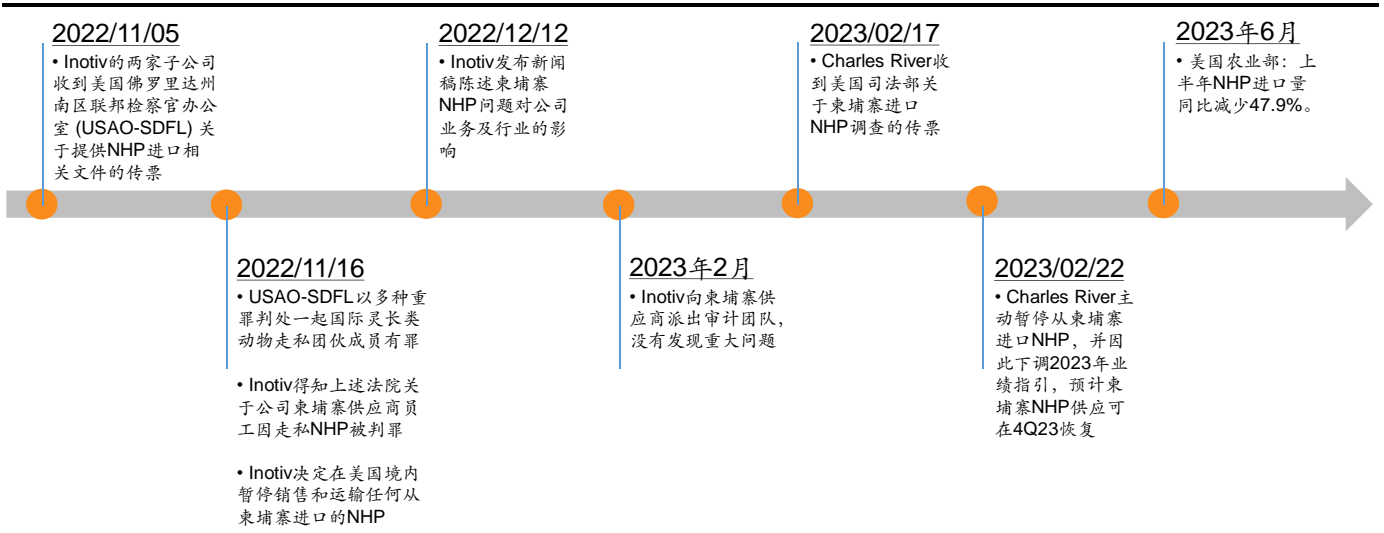 2022/11/05
• Inotiv的两家子公司
收到美国佛罗里达州
南区联邦检察官办公
室 (USAO-SDFL) 关
于提供NHP进口相
关文件的传票
2022/11/16
• USAO-SDFL以多种重
罪判处一起国际灵长类
动物走私团伙成员有罪
• Inotiv得知上述法院关
于公司柬埔寨供应商员
工因走私NHP被判罪
• Inotiv决定在美国境内
暂停销售和运输任何从
柬埔寨进口的NHP
2022/12/12
• Inotiv发布新闻
稿陈述柬埔寨
NHP问题对公司
业务及行业的影
响
2023年2月
• Inotiv向柬埔寨供
应商派出审计团队,
没有发现重大问题
2023/02/17
• Charles River收
到美国司法部关
于柬埔寨进口
NHP调查的传票
2023/02/22
• Charles River主
动暂停从柬埔寨
进口NHP，并因
此下调2023年业
绩指引，预计柬
埔寨NHP供应可
在4Q23恢复
2023年6月
• 美国农业部：上
半年NHP进口量
同比减少47.9%。